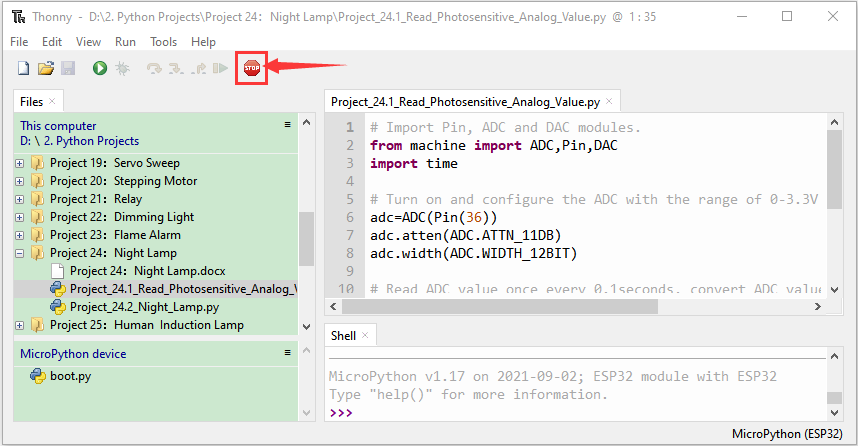 Thonny - D:\2. Python Projects\Project 24：Night Lamp\Project_24.1_Read_Photosensitive_Analog_Value.py @ 1 : 35
File Edit View Run Tools Help
STOP
Files ×
This computer
D: \ 2. Python Projects
Project 19：Servo Sweep
Project 20：Stepping Motor
Project 21：Relay
Project 22：Dimming Light
Project 23：Flame Alarm
Project 24：Night Lamp
Project 24：Night Lamp.docx
Project_24.1_Read_Photosensitive_Analog_V
Project_24.2_Night_Lamp.py
Project 25：Human Induction Lamp
MicroPython device
boot.py
Project_24.1_Read_Photosensitive_Analog_Value.py ×
1 # Import Pin, ADC and DAC modules.
2 from machine import ADC,Pin,DAC
3 import time
4
5 # Turn on and configure the ADC with the range of 0-3.3V
6 adc=ADC(Pin(36))
7 adc.atten(ADC.ATTN_11DB)
8 adc.width(ADC.WIDTH_12BIT)
9
10 # Read ADC value once every 0.1seconds, convert ADC value
Shell ×
MicroPython v1.17 on 2021-09-02; ESP32 module with ESP32
Type "help()" for more information.
>>>
MicroPython (ESP32)